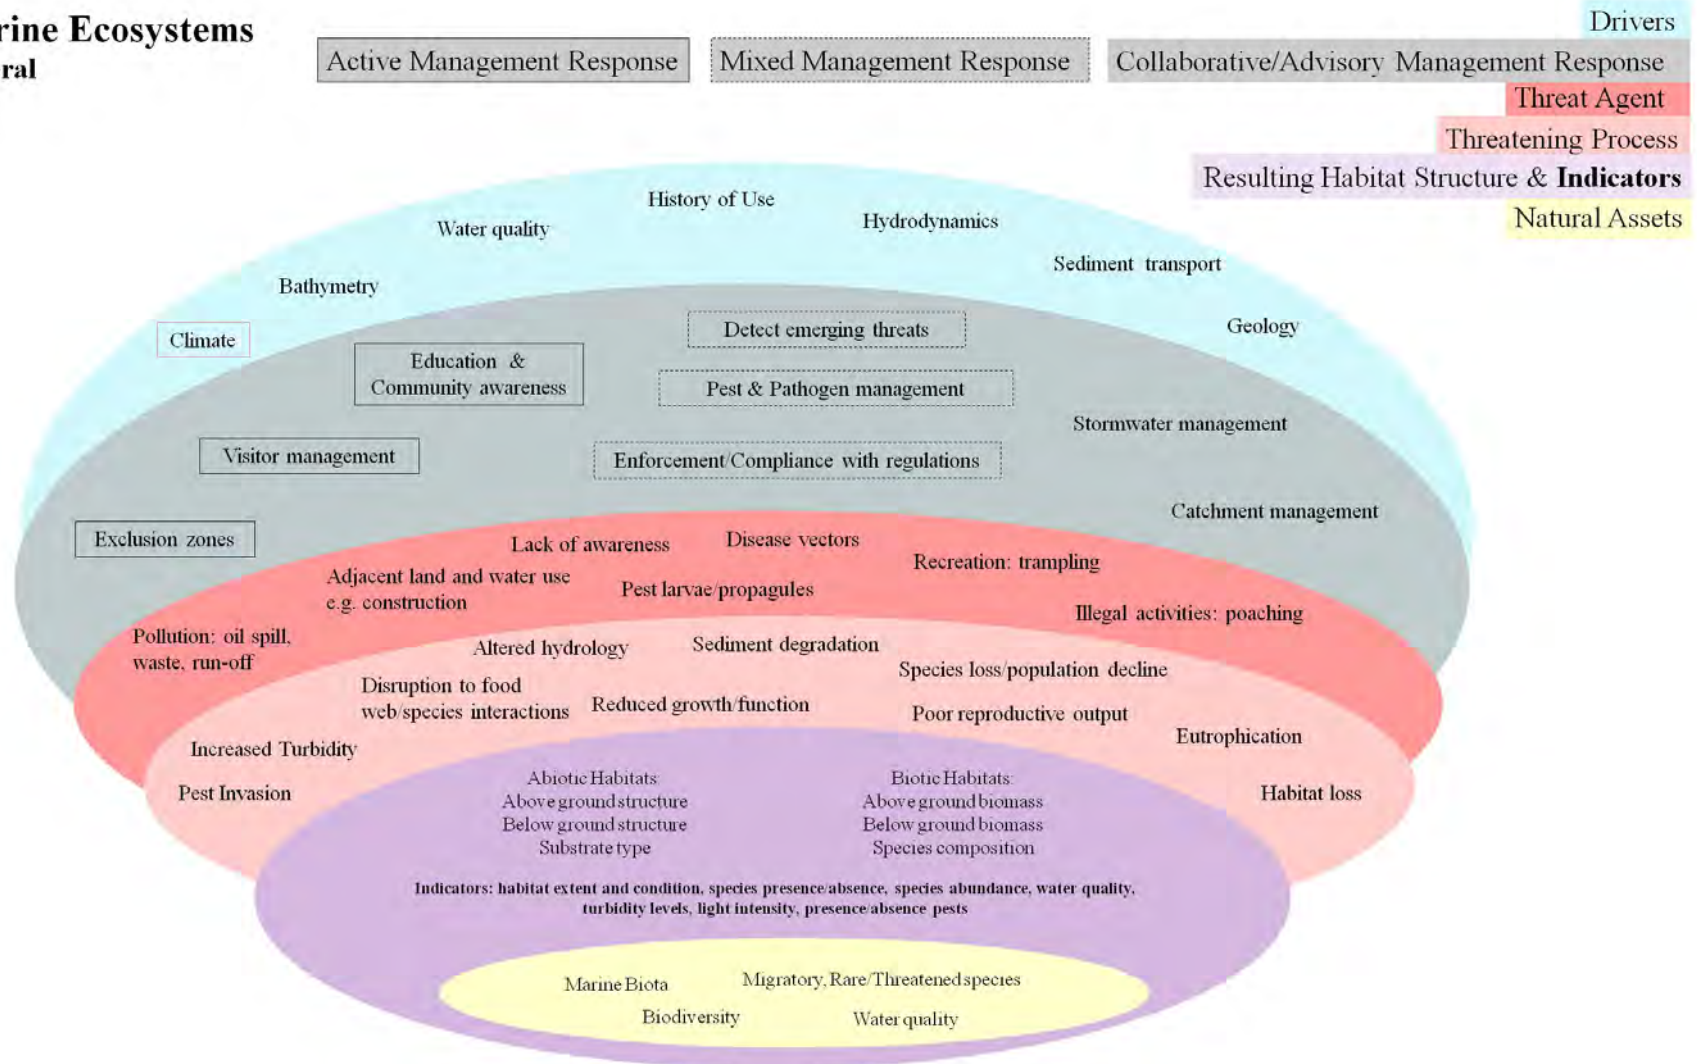 rine Ecosystems
ral
Active Management Response
Mixed Management Response
Drivers
Collaborative/Advisory Management Response
Threat Agent
Threatening Process
Resulting Habitat Structure & Indicators
Natural Assets
History of Use
Water quality
Hydrodynamics
Sediment transport
Bathymetry
Geology
Climate
Detect emerging threats
Education &
Community awareness
Pest & Pathogen management
Stormwater management
Visitor management
Enforcement/Compliance with regulations
Catchment management
Exclusion zones
Lack of awareness
Disease vectors
Recreation: trampling
Adjacent land and water use
e.g. construction
Pest larvae/propagules
Illegal activities: poaching
Pollution: oil spill,
waste, run-off
Altered hydrology
Sediment degradation
Species loss/population decline
Disruption to food
web/species interactions
Reduced growth/function
Poor reproductive output
Eutrophication
Increased Turbidity
Pest Invasion
Habitat loss
Abiotic Habitats:
Above ground structure
Below ground structure
Substrate type
Biotic Habitats:
Above ground biomass
Below ground biomass
Species composition
Indicators: habitat extent and condition, species presence/absence, species abundance, water quality,
turbidity levels, light intensity, presence/absence pests
Marine Biota
Migratory, Rare/Threatened species
Biodiversity
Water quality